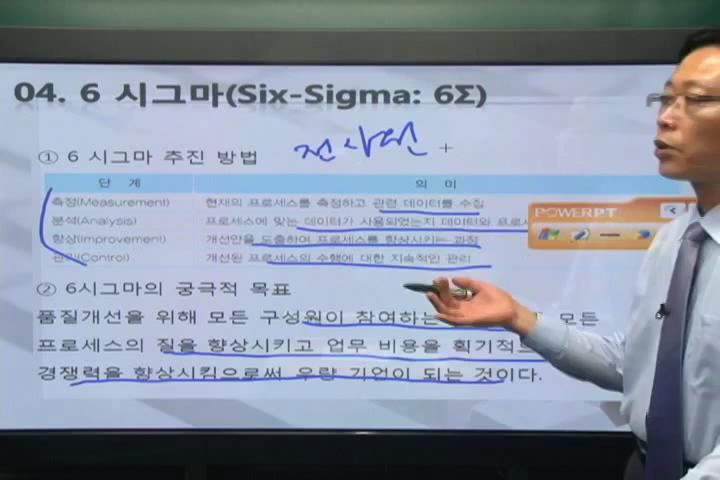 04. 6 시그마(Six-Sigma: 6Σ)
전사원
① 6 시그마 추진 방법
단 계 의 미
측정(Measurement) 현재의 프로세스를 측정하고 관련 데이터를 수집
분석(Analysis) 프로세스에 맞는 데이터가 사용되었는지 데이터와 프로세
향상(Improvement) 개선안을 도출하여 프로세스를 향상시키는 과정
관리(Control) 개선된 프로세스의 수행에 대한 지속적인 관리
POWERPT
② 6시그마의 궁극적 목표
품질개선을 위해 모든 구성원이 참여하는 모든
프로세스의 질을 향상시키고 업무 비용을 획기적으
경쟁력을 향상시킴으로써 우량 기업이 되는 것이다.